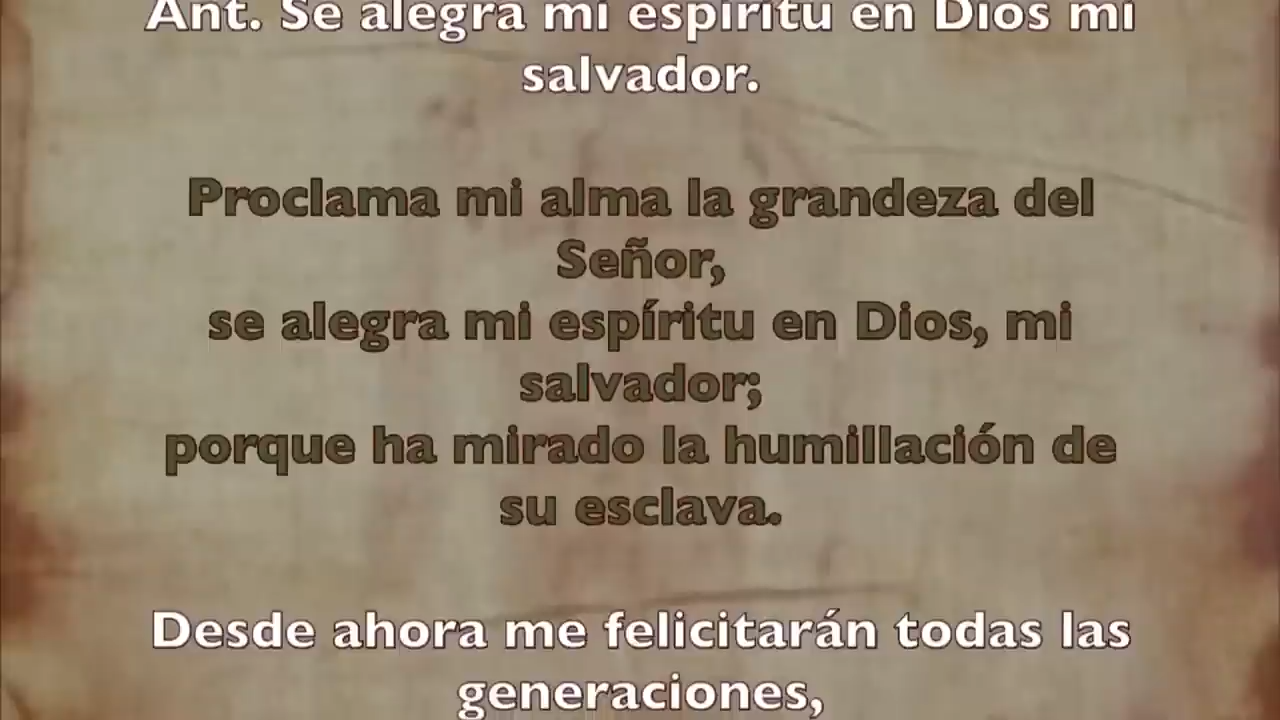 Ant. Se alegra mi espíritu en Dios mi
salvador.
Proclama mi alma la grandeza del
Señor,
se alegra mi espíritu en Dios, mi
salvador;
porque ha mirado la humillación de
su esclava.
Desde ahora me felicitarán todas las
generaciones,